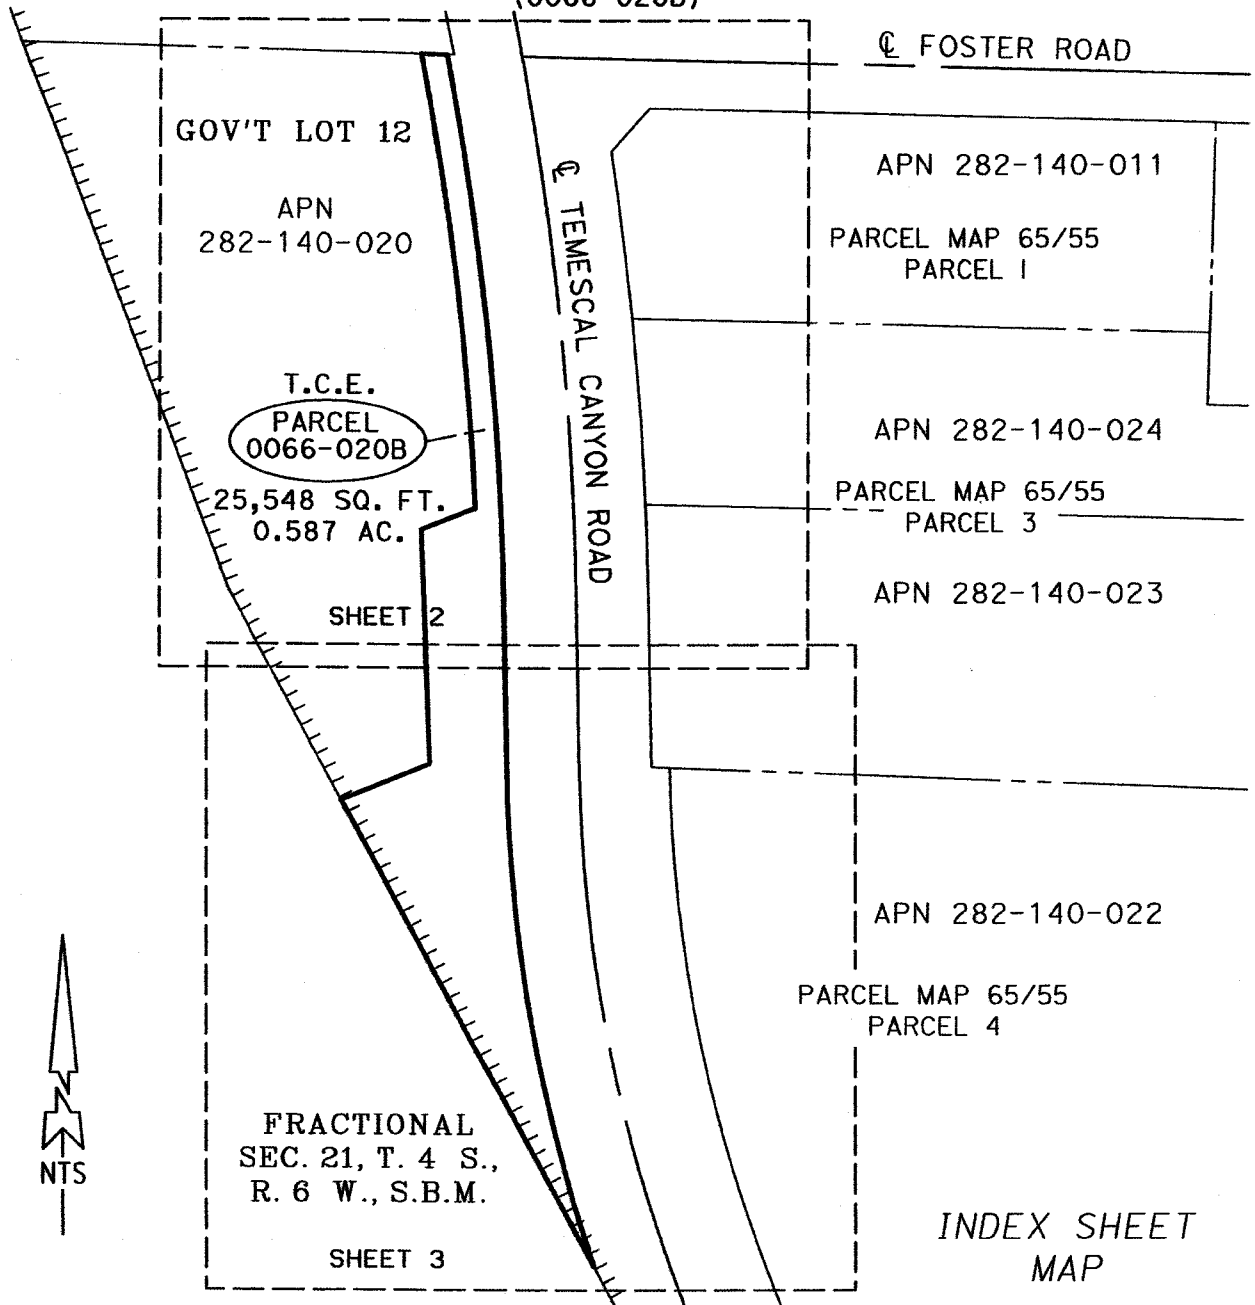 (0066-020B)
℄ FOSTER ROAD
GOV'T LOT 12
APN
282-140-020
℄ TEMESCAL CANYON ROAD
APN 282-140-011
PARCEL MAP 65/55
PARCEL 1
T.C.E.
PARCEL
0066-020B
25,548 SQ. FT.
0.587 AC.
APN 282-140-024
PARCEL MAP 65/55
PARCEL 3
APN 282-140-023
SHEET 2
APN 282-140-022
PARCEL MAP 65/55
PARCEL 4
N
NTS
FRACTIONAL
SEC. 21, T. 4 S.,
R. 6 W., S.B.M.
SHEET 3
INDEX SHEET
MAP